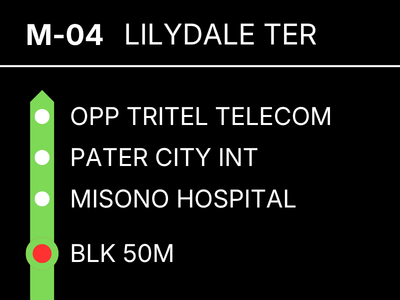 M-04 LILYDALE TER
OPP TRITEL TELECOM
PATER CITY INT
MISONO HOSPITAL
BLK 50M